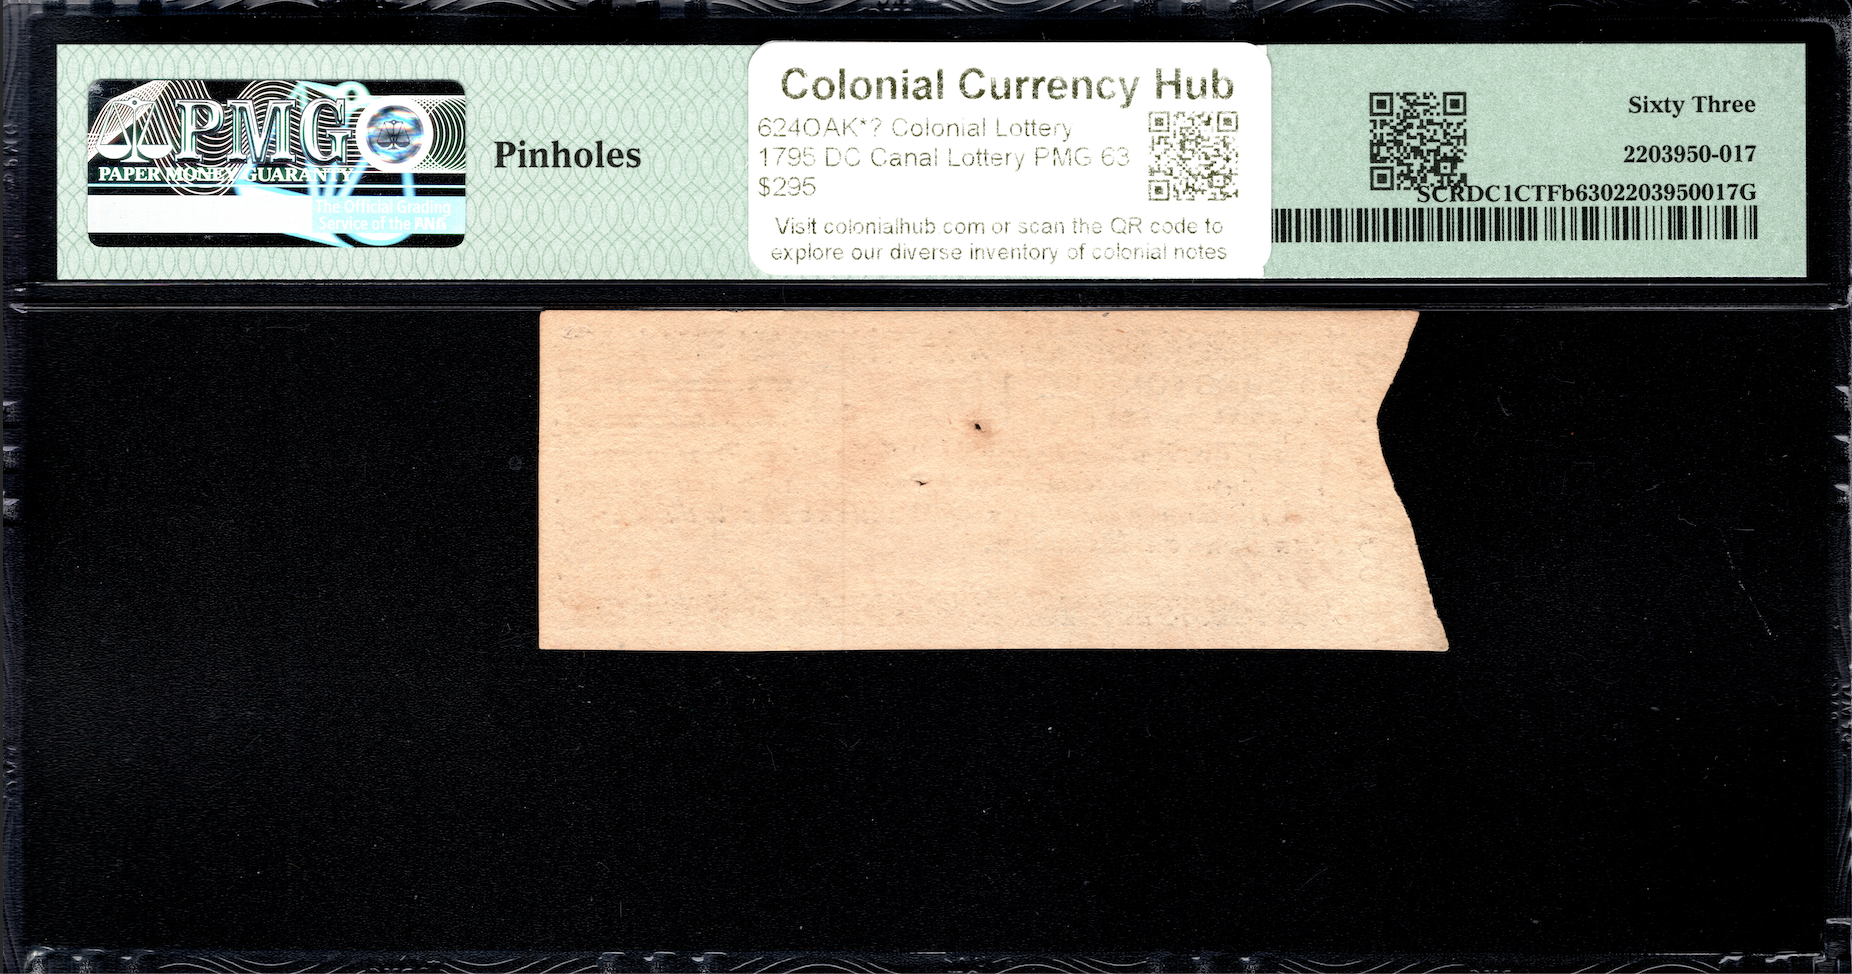 PMG
PAPER MONEY GUARANTY
The Official Grading
Service of the PNG
Pinholes
Colonial Currency Hub
624OAK*? Colonial Lottery
1795 DC Canal Lottery PMG 63
$295
Visit colonialhub.com or scan the QR code to
explore our diverse inventory of colonial notes
Sixty Three
2203950-017
SCRDC1CTFb6302203950017G